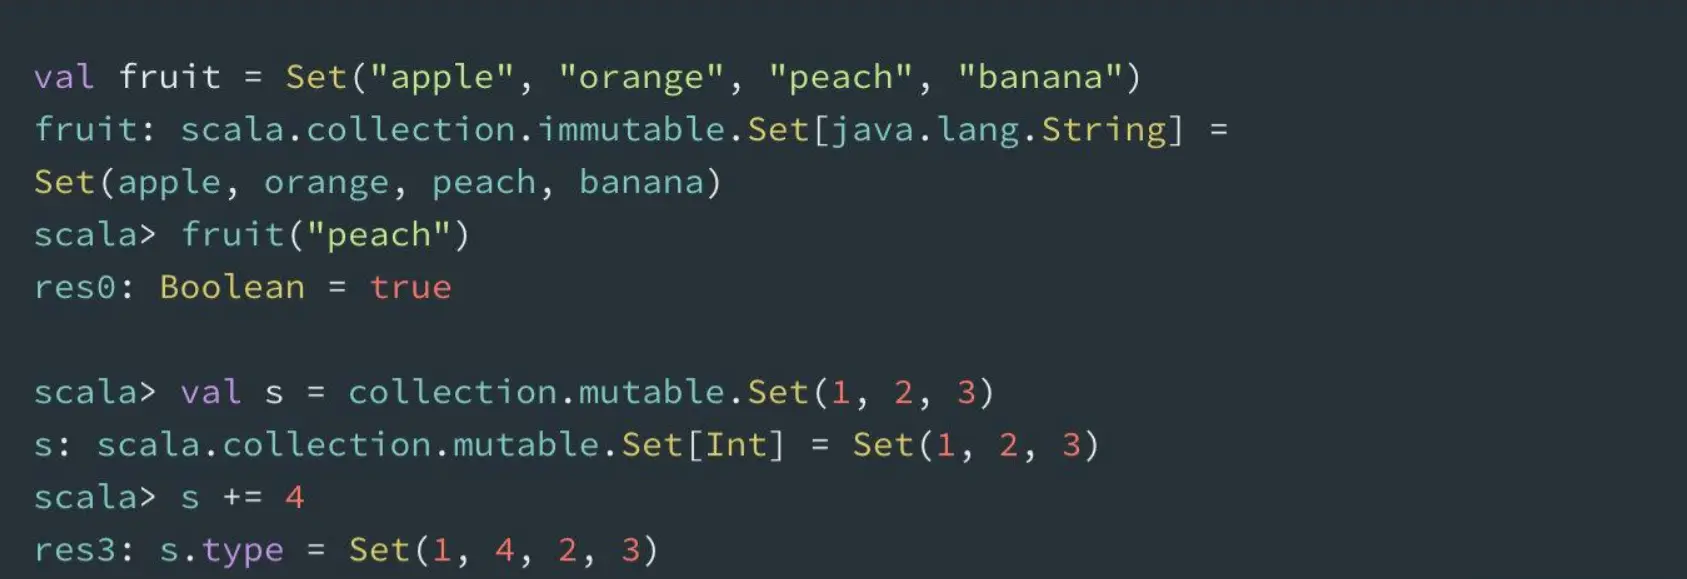 val fruit = Set("apple", "orange", "peach", "banana")
fruit: scala.collection.immutable.Set[java.lang.String] =
Set(apple, orange, peach, banana)
scala> fruit("peach")
res0: Boolean = true
scala> val s = collection.mutable.Set(1, 2, 3)
s: scala.collection.mutable.Set[Int] = Set(1, 2, 3)
scala> s += 4
res3: s.type = Set(1, 4, 2, 3)